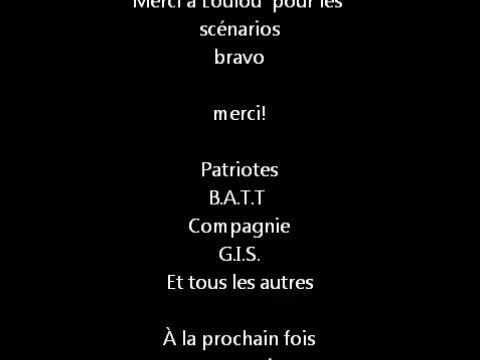 Merci à Loulou pour les
scénarios
bravo
merci!
Patriotes
B.A.T.T
Compagnie
G.I.S.
Et tous les autres
À la prochain fois